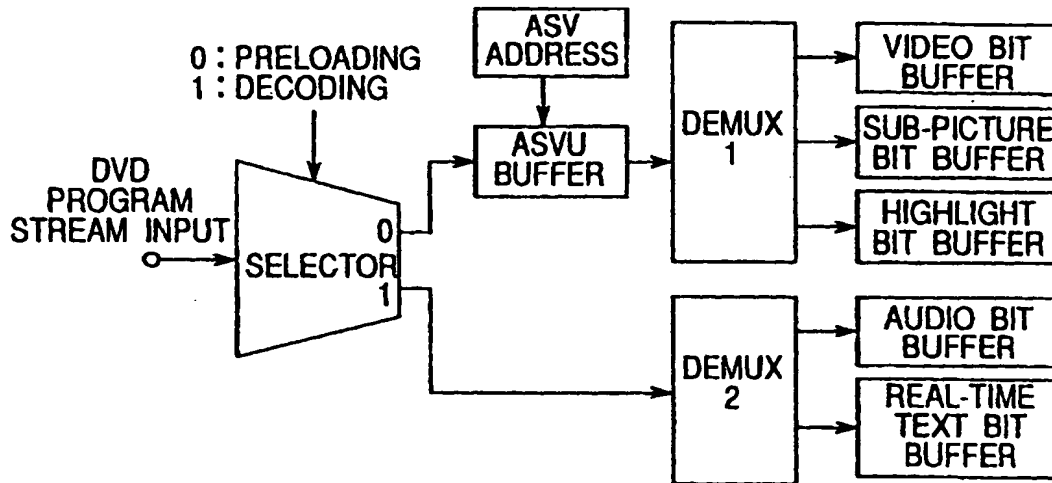 0 : PRELOADING
1 : DECODING
DVD
PROGRAM
STREAM INPUT
SELECTOR
0
1
ASV
ADDRESS
ASVU
BUFFER
DEMUX
1
DEMUX
2
VIDEO BIT
BUFFER
SUB-PICTURE
BIT BUFFER
HIGHLIGHT
BIT BUFFER
AUDIO BIT
BUFFER
REAL-TIME
TEXT BIT
BUFFER